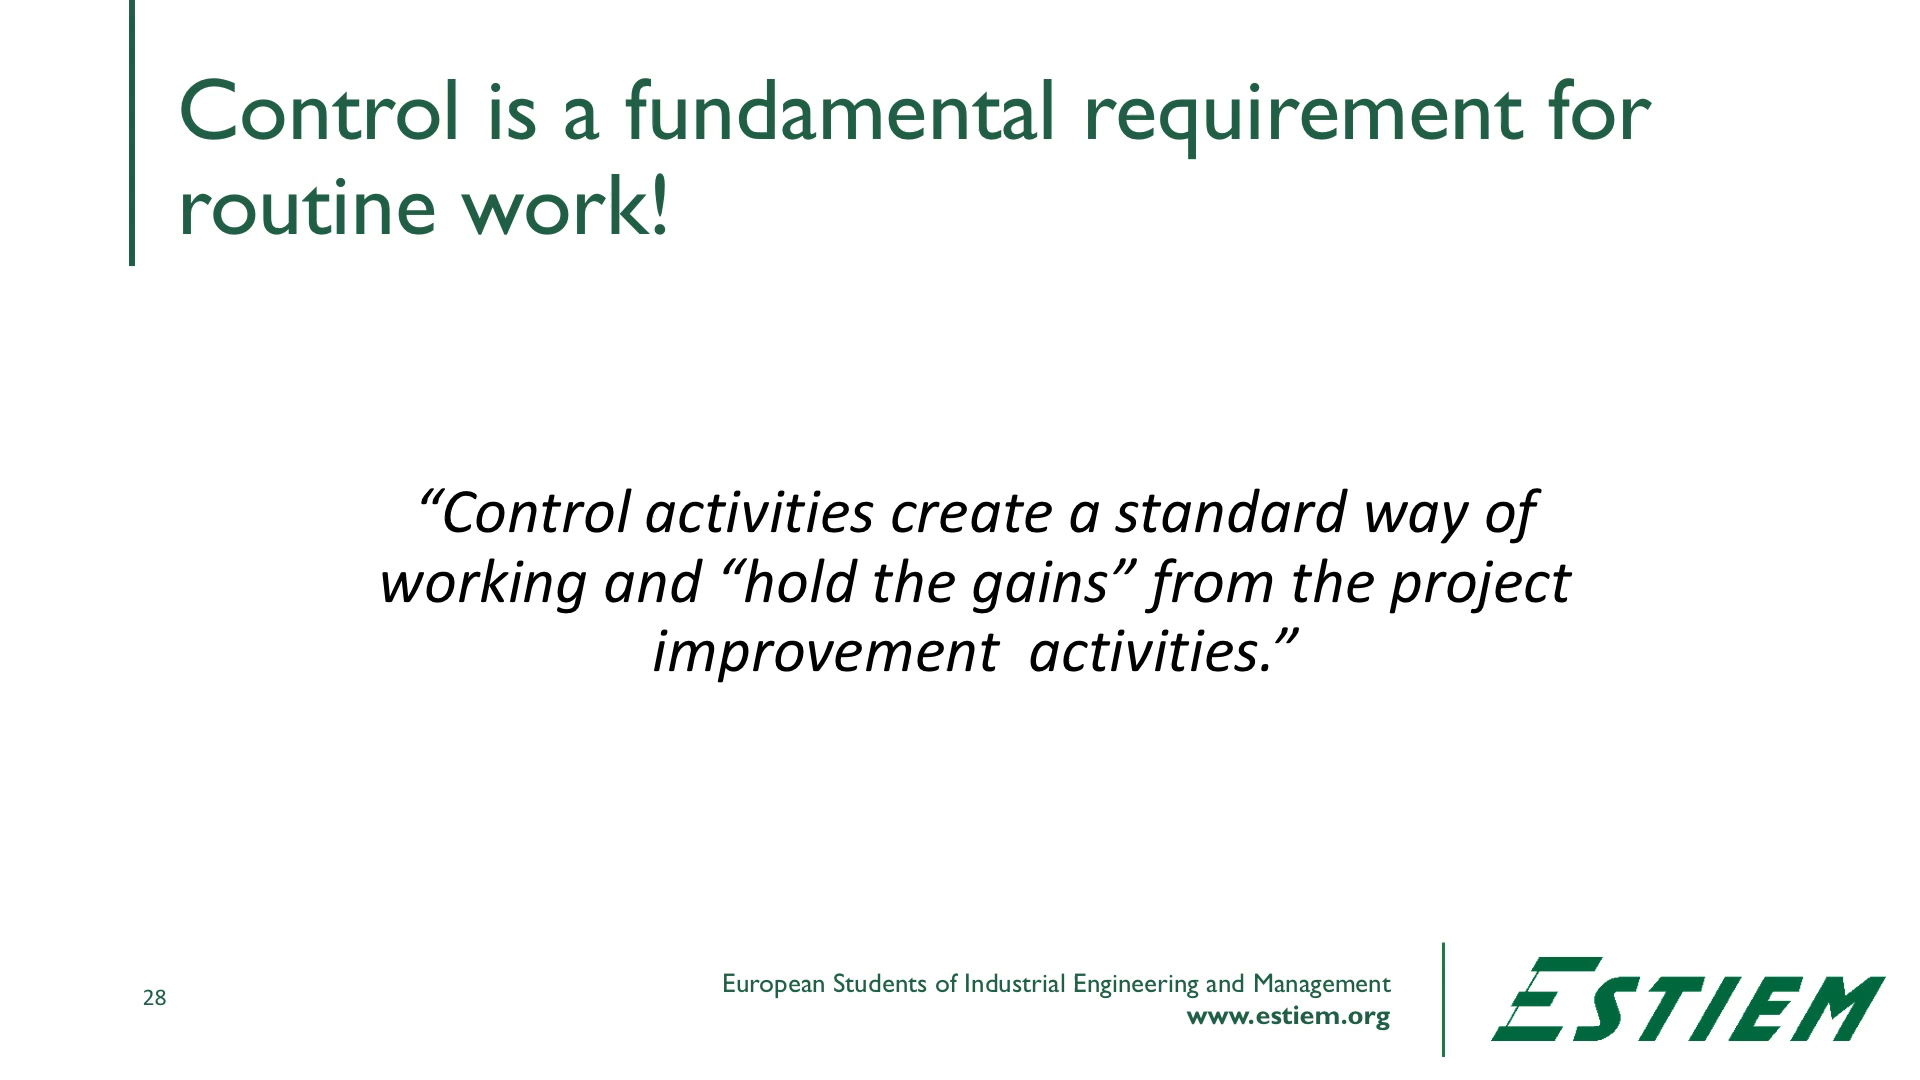 Control is a fundamental requirement for
routine work!
“Control activities create a standard way of
working and “hold the gains” from the project
improvement  activities.”
28
European Students of Industrial Engineering and Management
www.estiem.org
ESTIEM